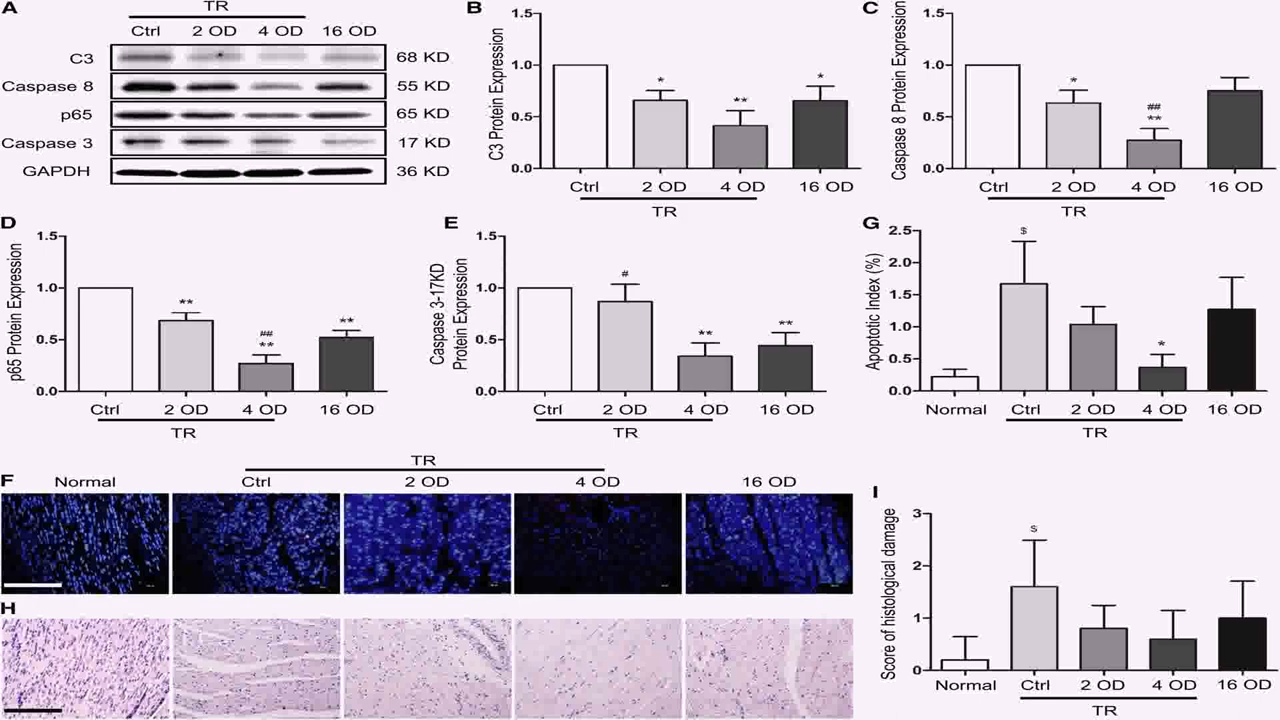 A
TR
Ctrl 2 OD 4 OD 16 OD
C3 68 KD
Caspase 8 55 KD
p65 65 KD
Caspase 3 17 KD
GAPDH 36 KD
B
C3 Protein Expression
1.5
1.0
0.5
0.0
*
**
*
Ctrl 2 OD 4 OD 16 OD
TR
C
Caspase 8 Protein Expression
1.5
1.0
0.5
0.0
*
##
**
Ctrl 2 OD 4 OD 16 OD
TR
D
p65 Protein Expression
1.5
1.0
0.5
0.0
**
##
**
**
Ctrl 2 OD 4 OD 16 OD
TR
E
Caspase 3-17KD
Protein Expression
1.5
1.0
0.5
0.0
#
**
**
Ctrl 2 OD 4 OD 16 OD
TR
G
Apoptotic Index (%)
2.5
2.0
1.5
1.0
0.5
0.0
$
*
Normal Ctrl 2 OD 4 OD 16 OD
TR
F
TR
Normal Ctrl 2 OD 4 OD 16 OD
H
I
Score of histological damage
3
2
1
0
$
Normal Ctrl 2 OD 4 OD 16 OD
TR